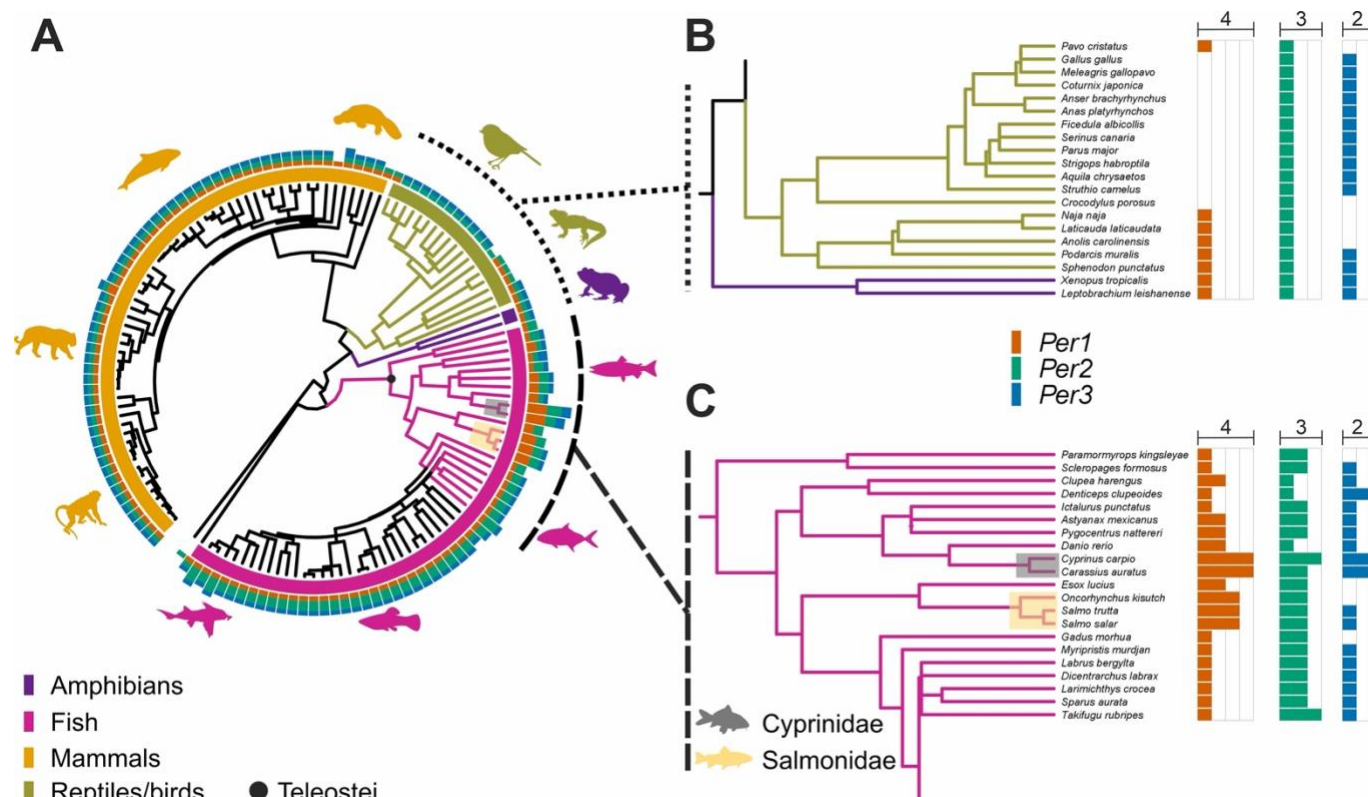 A
B
C
4
3
2
Pavo cristatus
Gallus gallus
Meleagris gallopavo
Coturnix japonica
Anser brachyrhynchus
Anas platyrhynchos
Ficedula albicollis
Serinus canaria
Parus major
Strigops habroptila
Aquila chrysaetos
Struthio camelus
Crocodylus porosus
Naja naja
Laticauda laticaudata
Anolis carolinensis
Podarcis muralis
Sphenodon punctatus
Xenopus tropicalis
Leptobrachium leishanense
Per1
Per2
Per3
4
3
2
Paramormyrops kingsleyae
Scleropages formosus
Clupea harengus
Denticeps clupeoides
Ictalurus punctatus
Astyanax mexicanus
Pygocentrus nattereri
Danio rerio
Cyprinus carpio
Carassius auratus
Esox lucius
Oncorhynchus kisutch
Salmo trutta
Salmo salar
Gadus morhua
Myripristis murdjan
Labrus bergylta
Dicentrarchus labrax
Larimichthys crocea
Sparus aurata
Takifugu rubripes
Cyprinidae
Salmonidae
Amphibians
Fish
Mammals
Reptiles/birds
Teleostei